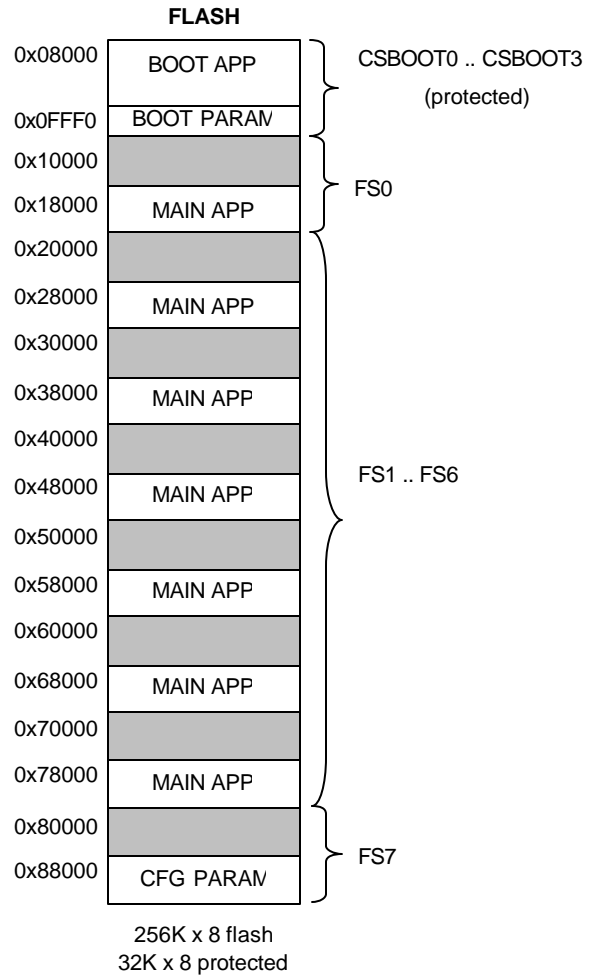 FLASH
0x08000
BOOT APP
CSBOOT0 .. CSBOOT3
(protected)
0x0FFF0
BOOT PARAM
0x10000
FS0
0x18000
MAIN APP
0x20000
0x28000
MAIN APP
0x30000
0x38000
MAIN APP
0x40000
FS1 .. FS6
0x48000
MAIN APP
0x50000
0x58000
MAIN APP
0x60000
0x68000
MAIN APP
0x70000
0x78000
MAIN APP
0x80000
FS7
0x88000
CFG PARAM
256K x 8 flash
32K x 8 protected